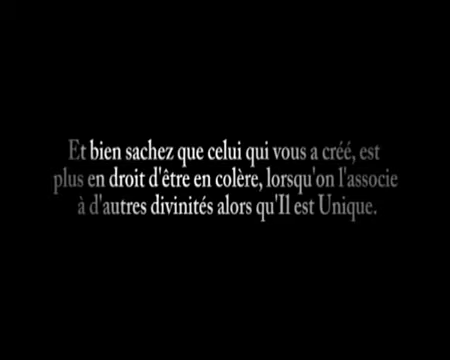 Et bien sachez que celui qui vous a créé, est
plus en droit d'être en colère, lorsqu'on l'associe
à d'autres divinités alors qu'Il est Unique.